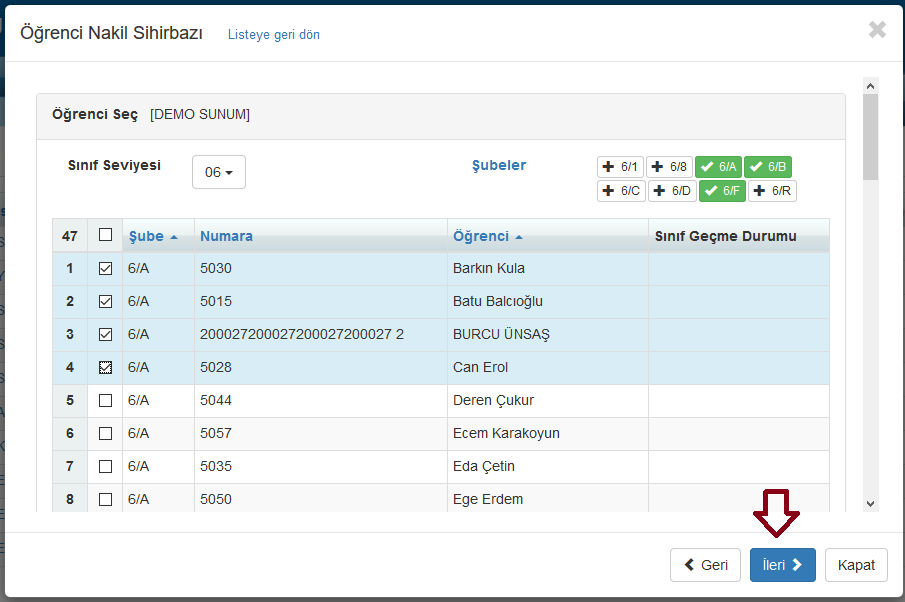 Öğrenci Nakil Sihirbazı Listeye geri dön
Öğrenci Seç [DEMO SUNUM]
Sınıf Seviyesi 06 Şubeler 6/1 6/8 6/A 6/B
6/C 6/D 6/F 6/R
47 Şube Numara Öğrenci Sınıf Geçme Durumu
1 6/A 5030 Barkın Kula
2 6/A 5015 Batu Balcıoğlu
3 6/A 200027200027200027200027 2 BURCU ÜNSAŞ
4 6/A 5028 Can Erol
5 6/A 5044 Deren Çukur
6 6/A 5057 Ecem Karakoyun
7 6/A 5035 Eda Çetin
8 6/A 5050 Ege Erdem
Geri İleri Kapat